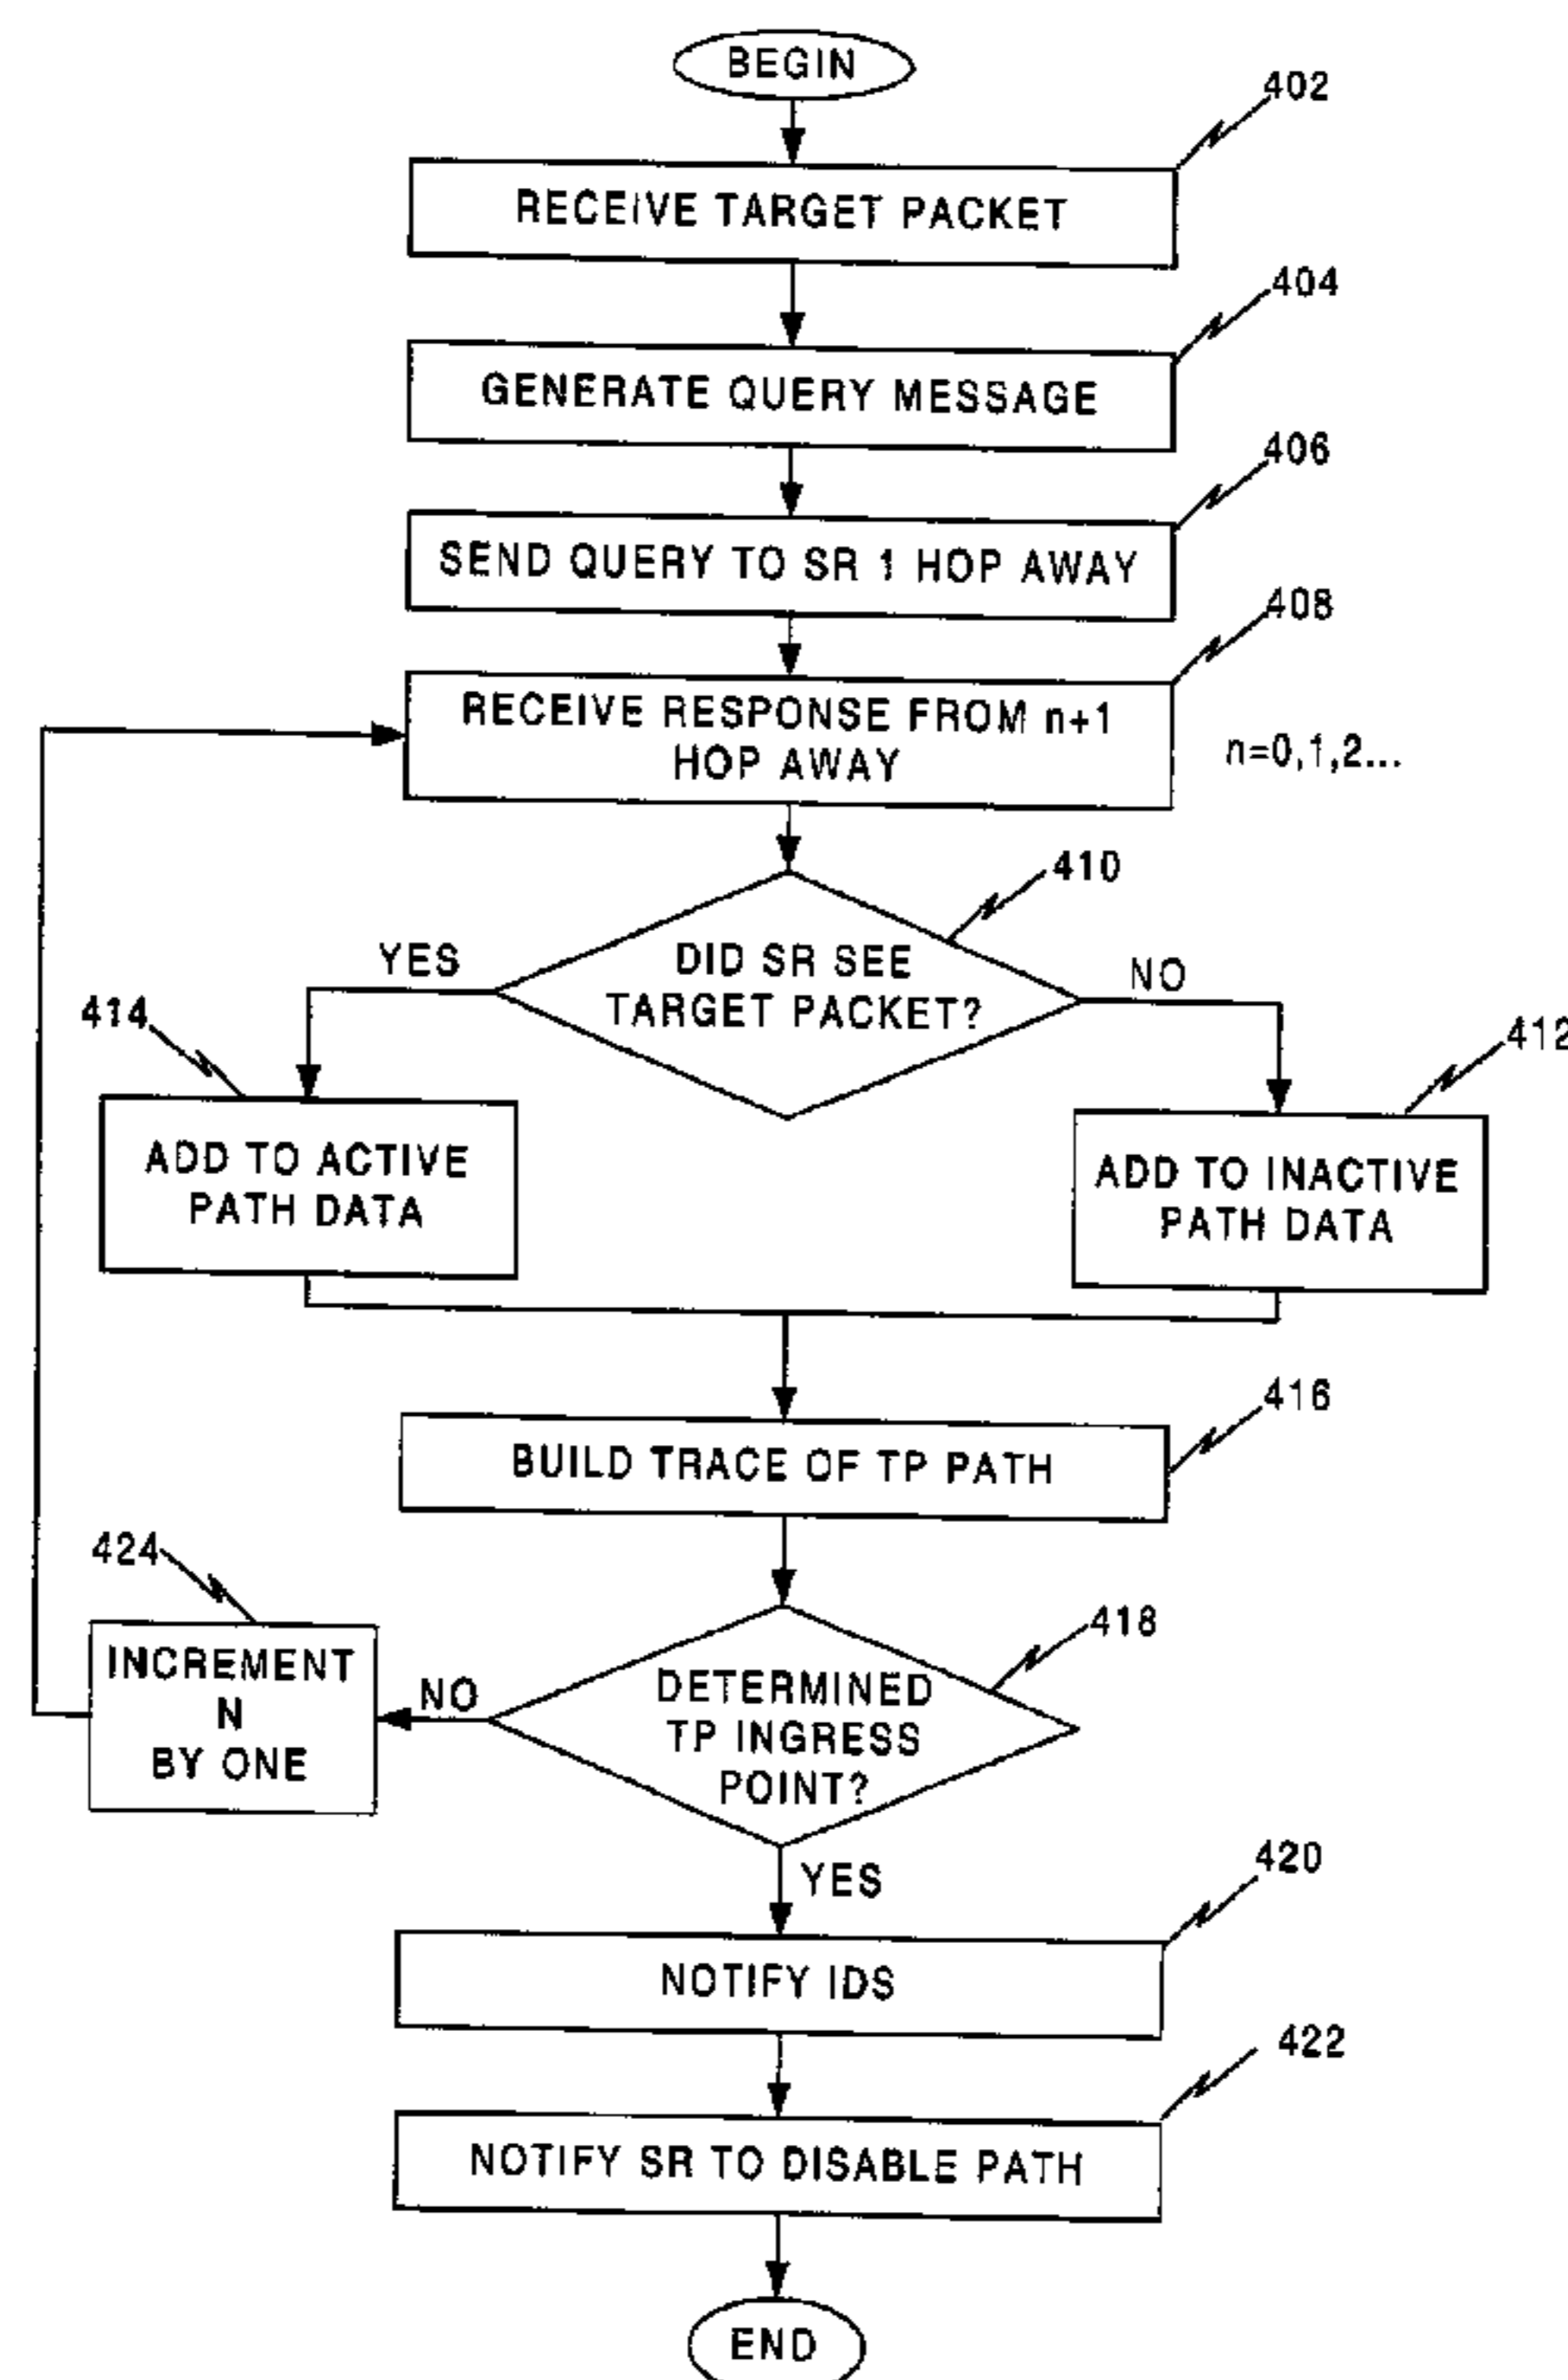 BEGIN
402
RECEIVE TARGET PACKET
404
GENERATE QUERY MESSAGE
406
SEND QUERY TO SR 1 HOP AWAY
408
RECEIVE RESPONSE FROM n+1
HOP AWAY
n=0,1,2...
410
DID SR SEE
TARGET PACKET?
YES
NO
414
412
ADD TO ACTIVE
PATH DATA
ADD TO INACTIVE
PATH DATA
416
BUILD TRACE OF TP PATH
424
418
INCREMENT
N
BY ONE
NO
DETERMINED
TP INGRESS
POINT?
YES
420
NOTIFY IDS
422
NOTIFY SR TO DISABLE PATH
END